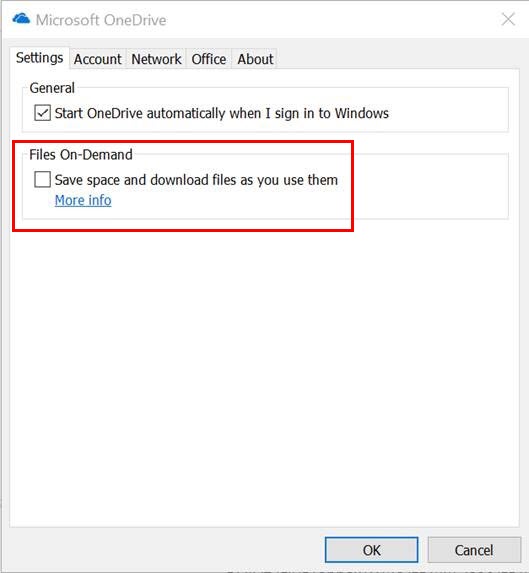 Microsoft OneDrive
Settings Account Network Office About
General
Start OneDrive automatically when I sign in to Windows
Files On-Demand
Save space and download files as you use them
More info
OK Cancel